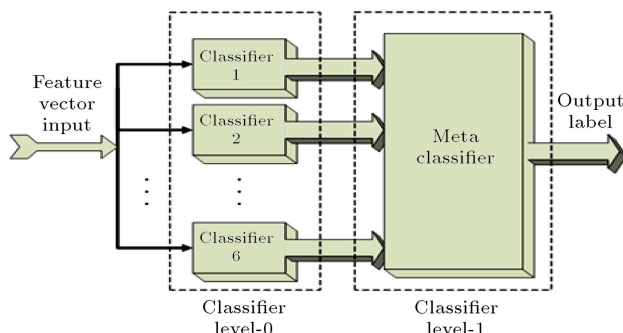 Feature
vector
input
Classifier
1
Classifier
2
Classifier
6
Meta
classifier
Output
label
Classifier
level-0
Classifier
level-1